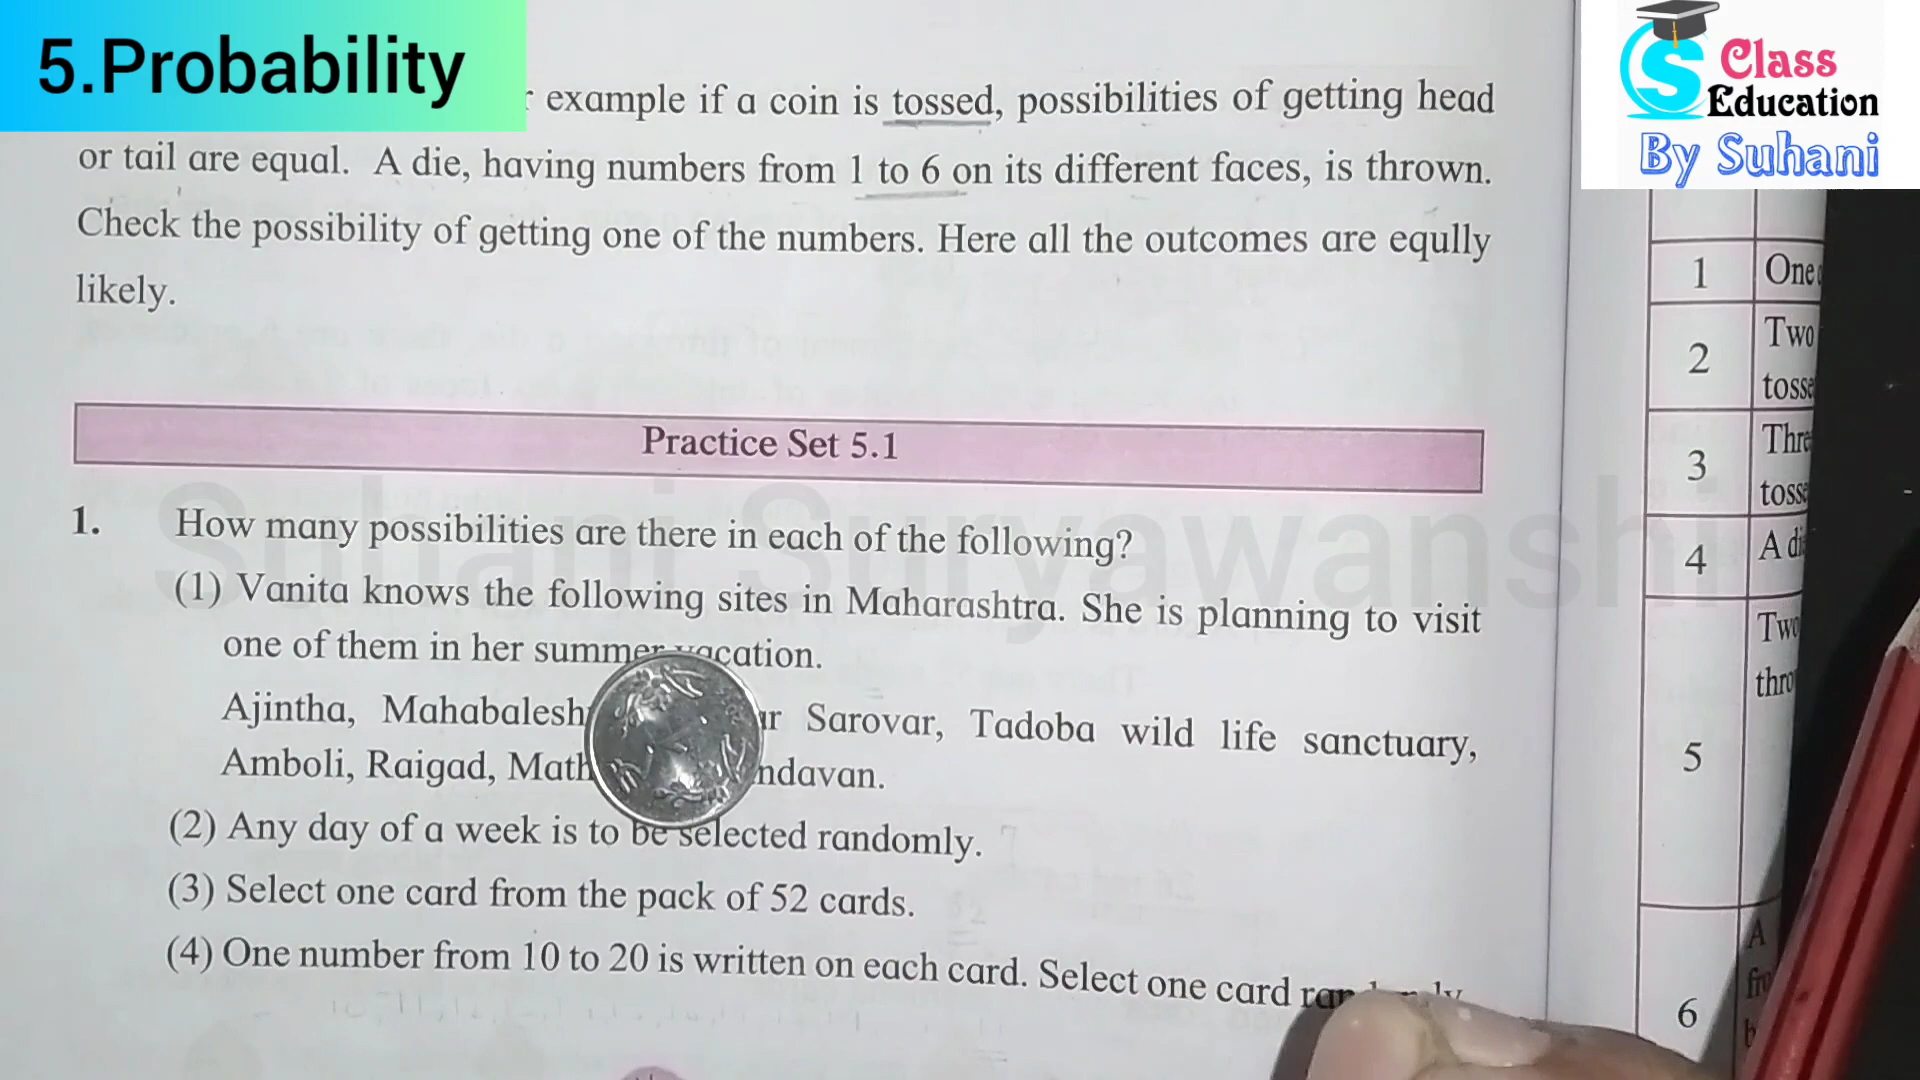 5.Probability
Class
Education
By Suhani
example if a coin is tossed, possibilities of getting head
or tail are equal. A die, having numbers from 1 to 6 on its different faces, is thrown.
Check the possibility of getting one of the numbers. Here all the outcomes are eqully
likely.
Practice Set 5.1
1. How many possibilities are there in each of the following?
(1) Vanita knows the following sites in Maharashtra. She is planning to visit
one of them in her summer vacation.
Ajintha, Sarovar, Tadoba wild life sanctuary,
Amboli, Raigad,
(2) Any day of a week is to be selected randomly. 7
(3) Select one card from the pack of 52 cards. 52
(4) One number from 10 to 20 is written on each card. Select one card
Suhani Suryawanshi
1 One
2 Two
3
4 A
5
6 A